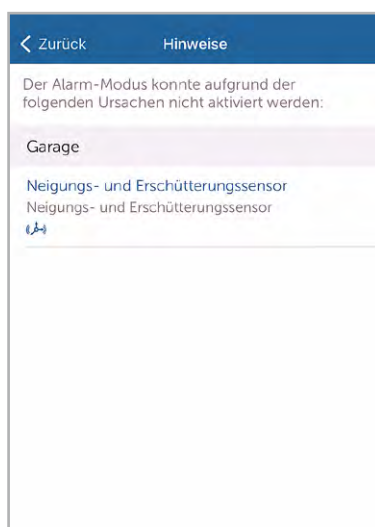 Zurück Hinweise
Der Alarm-Modus konnte aufgrund der
folgenden Ursachen nicht aktiviert werden:
Garage
Neigungs- und Erschütterungssensor
Neigungs- und Erschütterungssensor